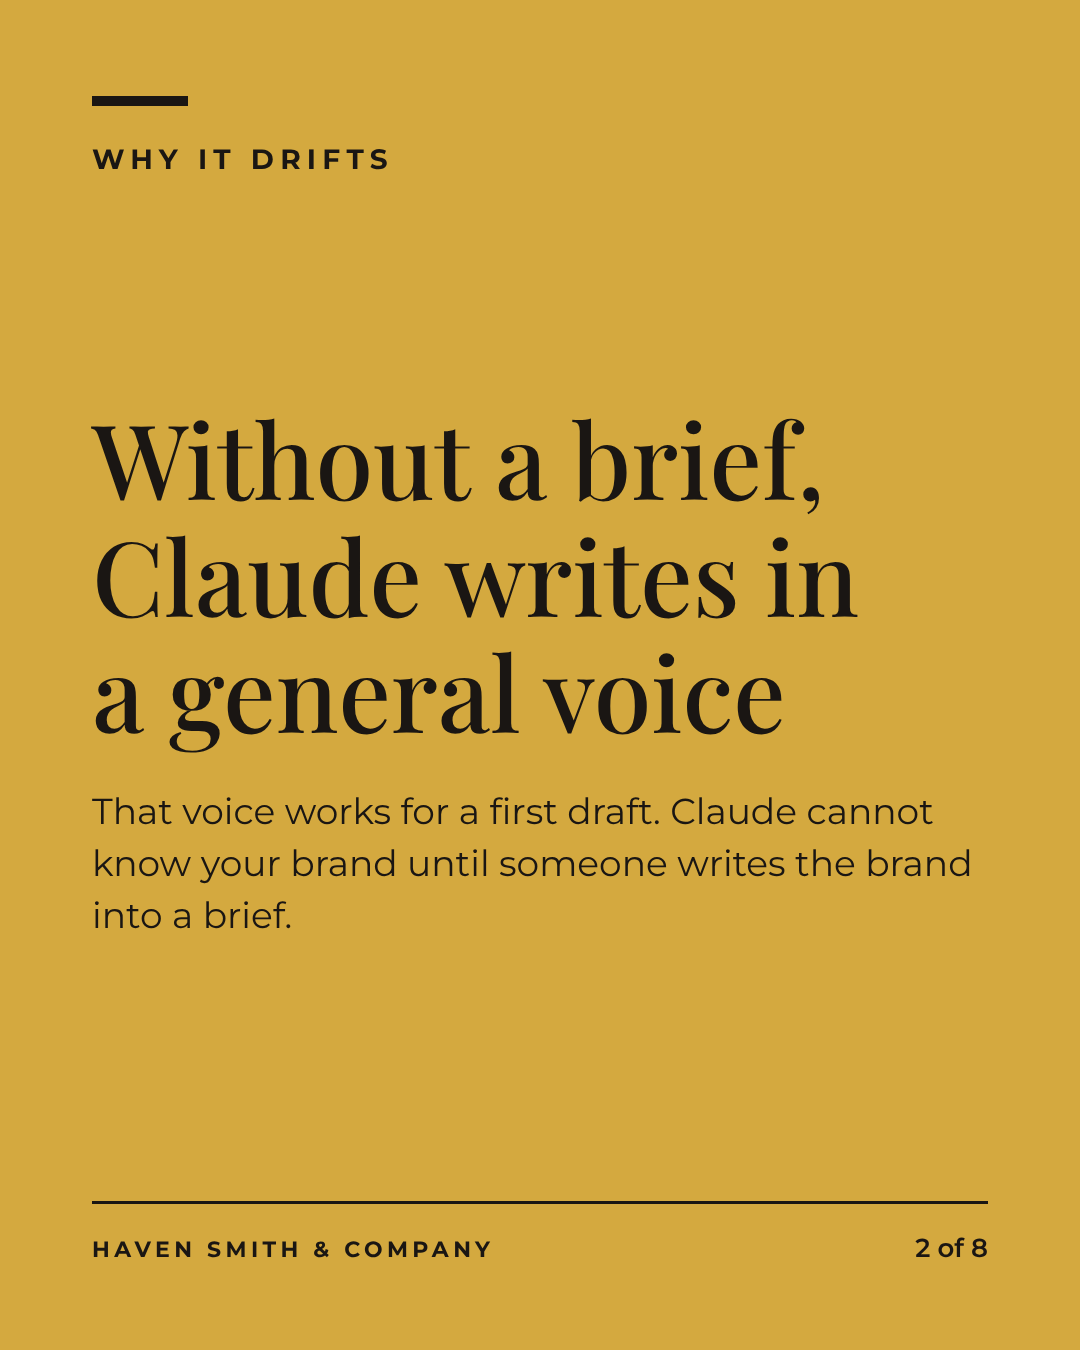 WHY IT DRIFTS
Without a brief,
Claude writes in
a general voice
That voice works for a first draft. Claude cannot
know your brand until someone writes the brand
into a brief.
HAVEN SMITH & COMPANY
2 of 8